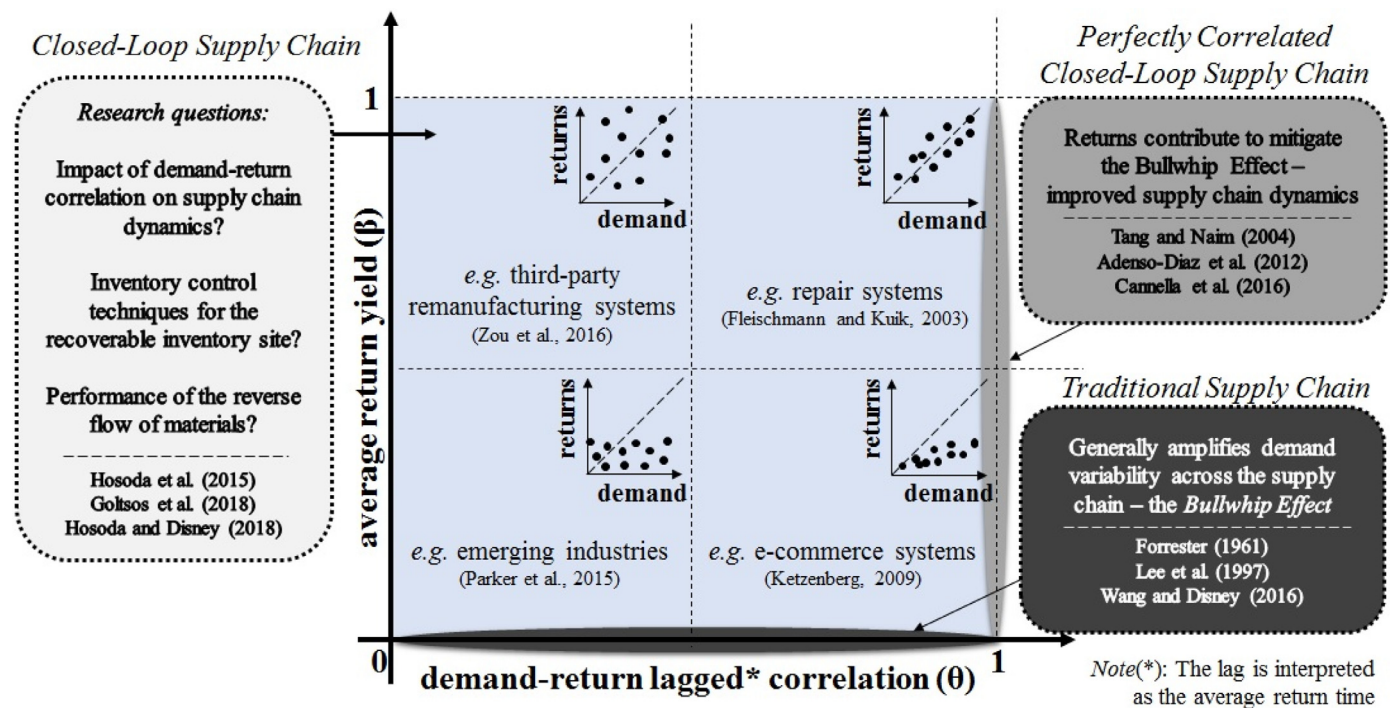 Closed-Loop Supply Chain
Research questions:
Impact of demand-return
correlation on supply chain
dynamics?
Inventory control
techniques for the
recoverable inventory site?
Performance of the reverse
flow of materials?
Hosoda et al. (2015)
Goltsos et al. (2018)
Hosoda and Disney (2018)
average return yield (β)
1
0
returns
demand
e.g. third-party
remanufacturing systems
(Zou et al., 2016)
returns
demand
e.g. repair systems
(Fleischmann and Kuik, 2003)
returns
demand
e.g. emerging industries
(Parker et al., 2015)
returns
demand
e.g. e-commerce systems
(Ketzenberg, 2009)
1
demand-return lagged* correlation (θ)
Perfectly Correlated
Closed-Loop Supply Chain
Returns contribute to mitigate
the Bullwhip Effect –
improved supply chain dynamics
Tang and Naim (2004)
Adenso-Diaz et al. (2012)
Cannella et al. (2016)
Traditional Supply Chain
Generally amplifies demand
variability across the supply
chain – the Bullwhip Effect
Forrester (1961)
Lee et al. (1997)
Wang and Disney (2016)
Note(*): The lag is interpreted
as the average return time